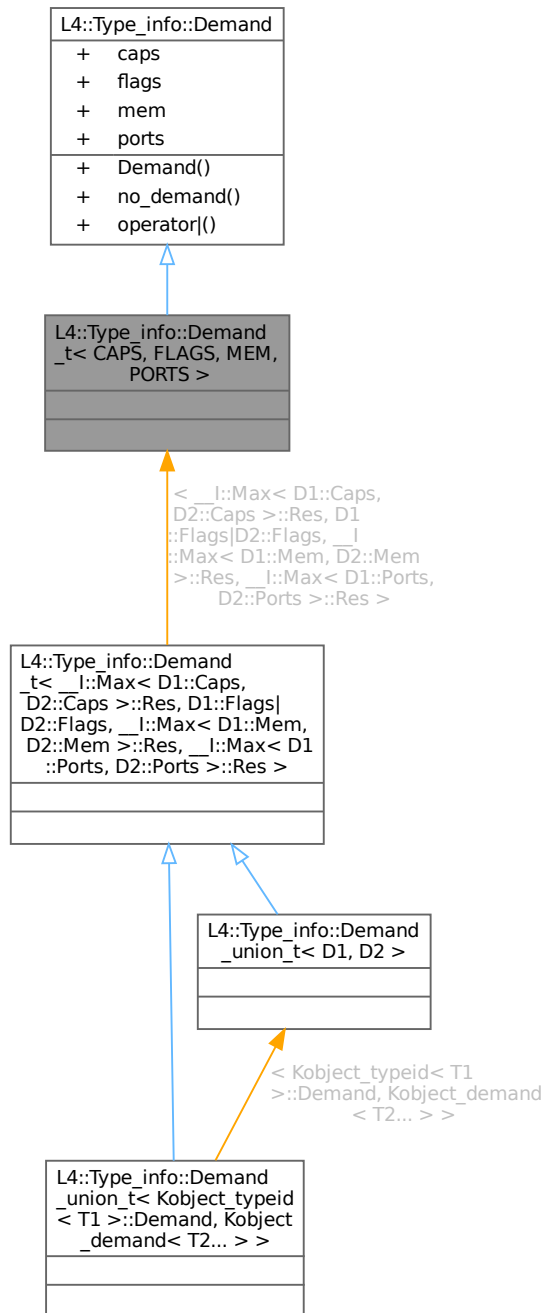 L4::Type_info::Demand
+ caps
+ flags
+ mem
+ ports
+ Demand()
+ no_demand()
+ operator|()
L4::Type_info::Demand
_t< CAPS, FLAGS, MEM,
PORTS >
< __I::Max< D1::Caps,
D2::Caps >::Res, D1
::Flags|D2::Flags, __I
::Max< D1::Mem, D2::Mem
>::Res, __I::Max< D1::Ports,
D2::Ports >::Res >
L4::Type_info::Demand
_t< __I::Max< D1::Caps,
D2::Caps >::Res, D1::Flags|
D2::Flags, __I::Max< D1::Mem,
D2::Mem >::Res, __I::Max< D1
::Ports, D2::Ports >::Res >
L4::Type_info::Demand
_union_t< D1, D2 >
< Kobject_typeid< T1
>::Demand, Kobject_demand
< T2... > >
L4::Type_info::Demand
_union_t< Kobject_typeid
< T1 >::Demand, Kobject
_demand< T2... > >